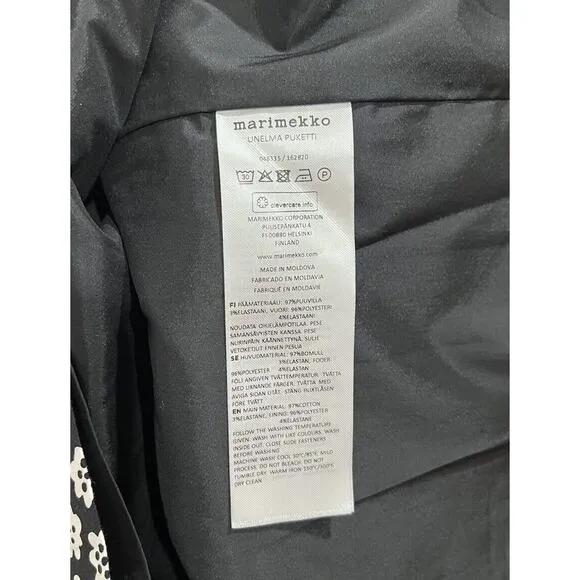 marimekko
UNELMA PUKETTI
048335 / 162820
30 P
clevercare.info
MARIMEKKO CORPORATION
PUUSEPÄNKATU 4
FI 00880 HELSINKI
FINLAND
www.marimekko.com
MADE IN MOLDOVA
FABRICADO EN MOLDAVIA
FABRIQUÉ EN MOLDAVIE
FI PÄÄMATERIAALI: 97%PUUVILLA
3%ELASTAANI, VUORI: 96%POLYESTERI
4%ELASTAANI
NOUDATA OHJELÄMPÖTILAA. PESE
SAMANSÄVYISTEN KANSSA. PESE
NURINPÄIN KÄÄNNETTYNÄ. SULJE
VETOKETJUT ENNEN PESUA
SE HUVUDMATERIAL: 97%BOMULL
3%ELASTAN, FODER
96%POLYESTER 4%ELASTAN
FÖLJ ANGIVEN TVÄTTEMPERATUR. TVÄTTA
MED LIKNANDE FÄRGER. TVÄTTA MED
AVIGA SIDAN UTÅT. STÄNG BLIXTLÅSEN
FÖRE TVÄTT
EN MAIN MATERIAL: 97%COTTON
3%ELASTANE, LINING: 96%POLYESTER
4%ELASTANE
FOLLOW THE WASHING TEMPERATURE
GIVEN. WASH WITH LIKE COLOURS. WASH
INSIDE OUT. CLOSE SLIDE FASTENERS
BEFORE WASHING
MACHINE WASH COOL 30°C/85°F. MILD
PROCESS. DO NOT BLEACH. DO NOT
TUMBLE DRY. WARM IRON 150°C/300°F.
DRY CLEAN